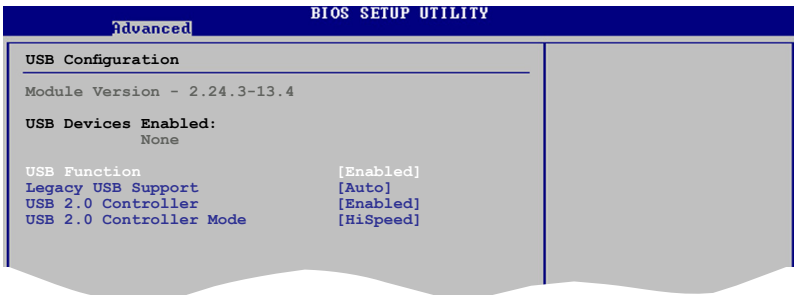 BIOS SETUP UTILITY
Advanced
USB Configuration
Module Version - 2.24.3-13.4
USB Devices Enabled:
None
USB Function [Enabled]
Legacy USB Support [Auto]
USB 2.0 Controller [Enabled]
USB 2.0 Controller Mode [HiSpeed]